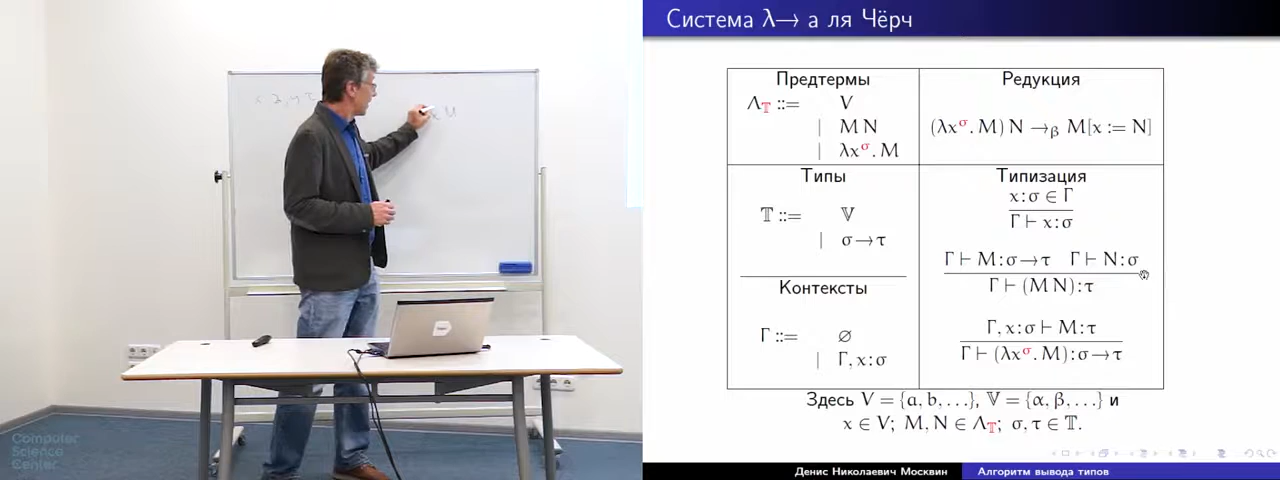 Система λ→ а ля Чёрч
Предтермы
Λ_𝕋 ::= V
| M N
| λx^σ. M
Редукция
(λx^σ. M) N →_β M[x := N]
Типы
𝕋 ::= 𝕍
| σ→τ
Контексты
Γ ::= ∅
| Γ, x:σ
Типизация
x:σ ∈ Γ
Γ ⊢ x:σ
Γ ⊢ M:σ→τ Γ ⊢ N:σ
Γ ⊢ (M N):τ
Γ, x:σ ⊢ M:τ
Γ ⊢ (λx^σ. M):σ→τ
Здесь V = {a, b, …}, 𝕍 = {α, β, …} и
x ∈ V; M, N ∈ Λ_𝕋; σ, τ ∈ 𝕋.
Денис Николаевич Москвин
Алгоритм вывода типов
Computer
Science
Center